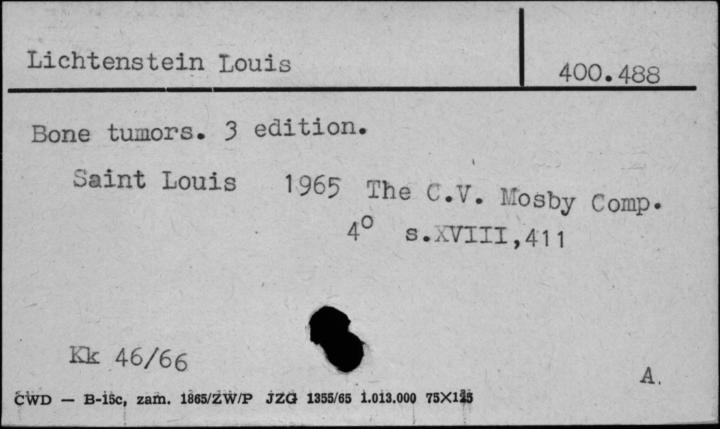 Lichtenstein Louis
400.488
Bone tumors. 3 edition.
Saint Louis 1965 The C.V. Mosby Comp.
4° s.XVIII,411
Kk 46/66
A.
CWD — B-15c, zam. 1865/ZW/P JZG 1355/65 1.013.000 75X125